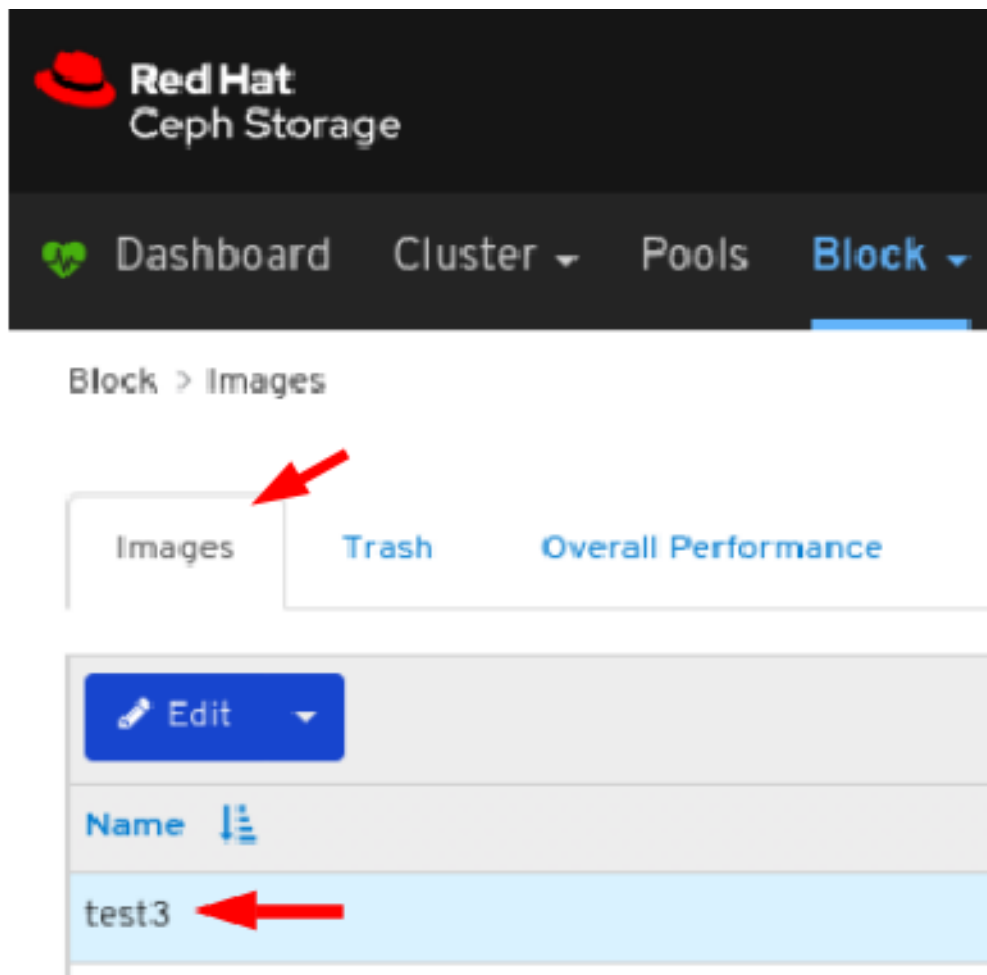 Red Hat
Ceph Storage
Dashboard Cluster Pools Block
Block > Images
Images Trash Overall Performance
Edit
Name
test3